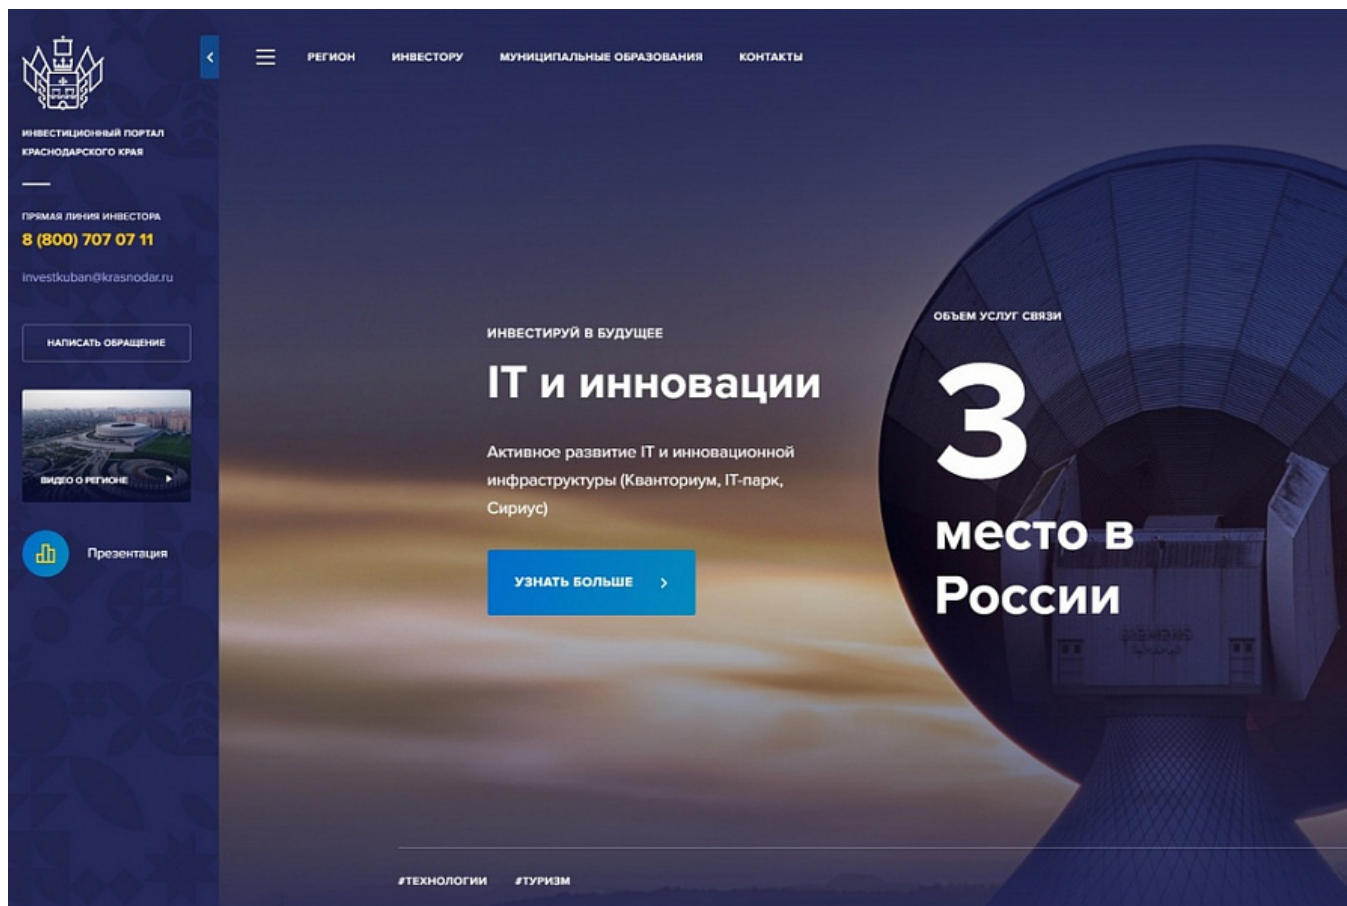 РЕГИОН ИНВЕСТОРУ МУНИЦИПАЛЬНЫЕ ОБРАЗОВАНИЯ КОНТАКТЫ
ИНВЕСТИЦИОННЫЙ ПОРТАЛ
КРАСНОДАРСКОГО КРАЯ
ПРЯМАЯ ЛИНИЯ ИНВЕСТОРА
8 (800) 707 07 11
investkuban@krasnodar.ru
НАПИСАТЬ ОБРАЩЕНИЕ
ВИДЕО О РЕГИОНЕ
Презентация
ИНВЕСТИРУЙ В БУДУЩЕЕ
IT и инновации
Активное развитие IT и инновационной
инфраструктуры (Кванториум, IT-парк,
Сириус)
УЗНАТЬ БОЛЬШЕ
ОБЪЕМ УСЛУГ СВЯЗИ
3
место в
России
SIEMENS
#ТЕХНОЛОГИИ #ТУРИЗМ